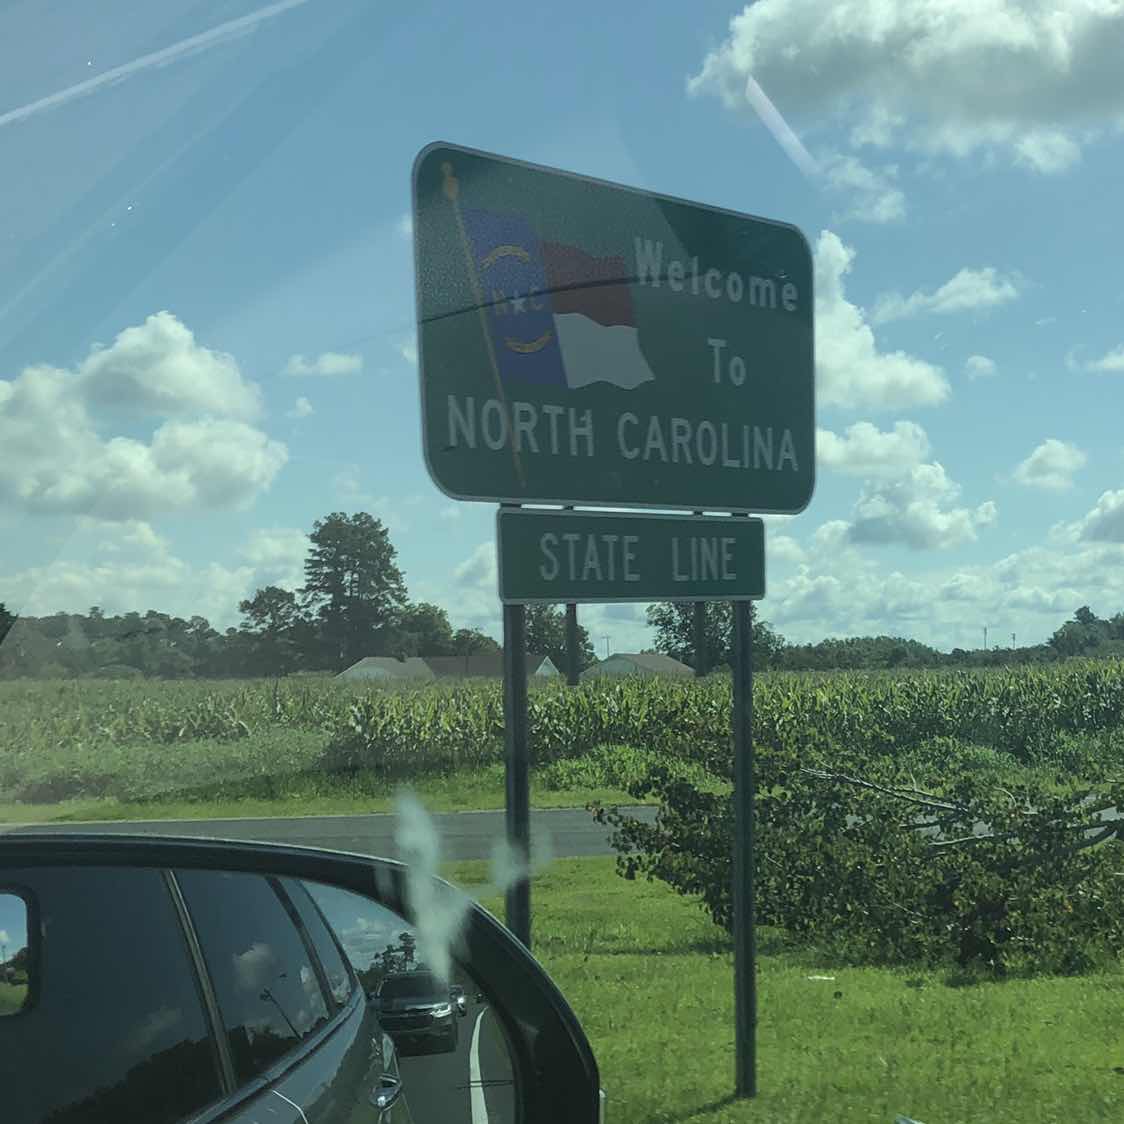 N★C
Welcome
To
NORTH CAROLINA
STATE LINE